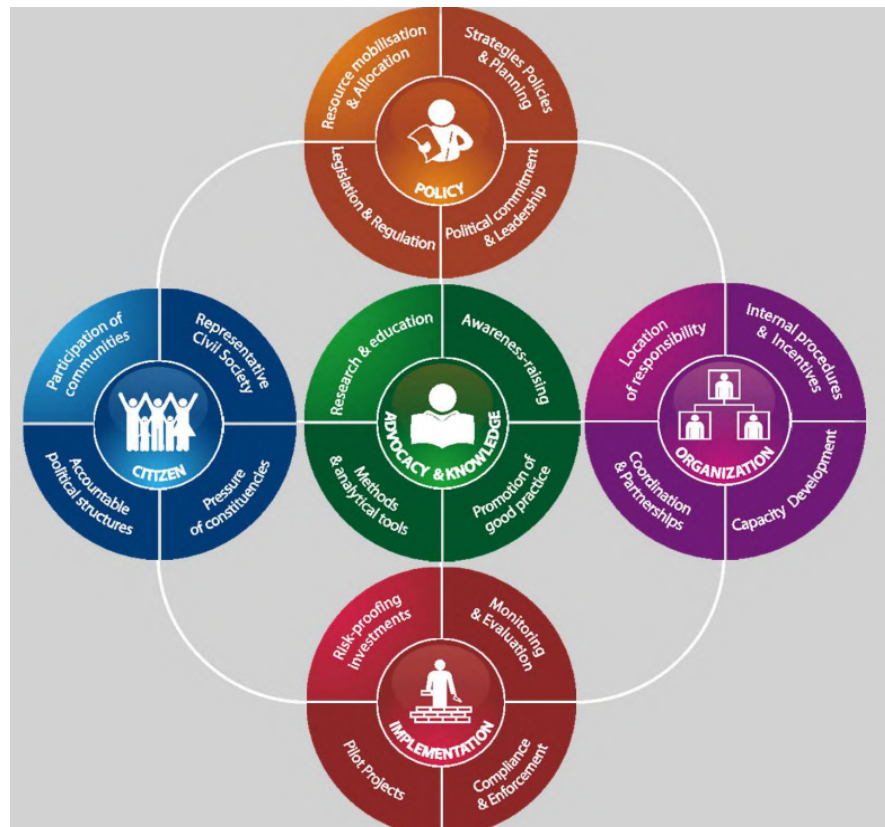 Resource mobilisation
& Allocation
Strategies Policies
& Planning
Legislation & Regulation
Political commitment
& Leadership
POLICY
Participation of
communities
Representative
Civil Society
Accountable
political structures
Pressure
of constituencies
CITIZEN
Research & education
Awareness-raising
Methods
& analytical tools
Promotion of
good practice
ADVOCACY & KNOWLEDGE
Location
of responsibility
Internal procedures
& Incentives
Coordination
& Partnerships
Capacity Development
ORGANIZATION
Risk-proofing
investments
Monitoring
& Evaluation
Pilot Projects
Compliance
& Enforcement
IMPLEMENTATION